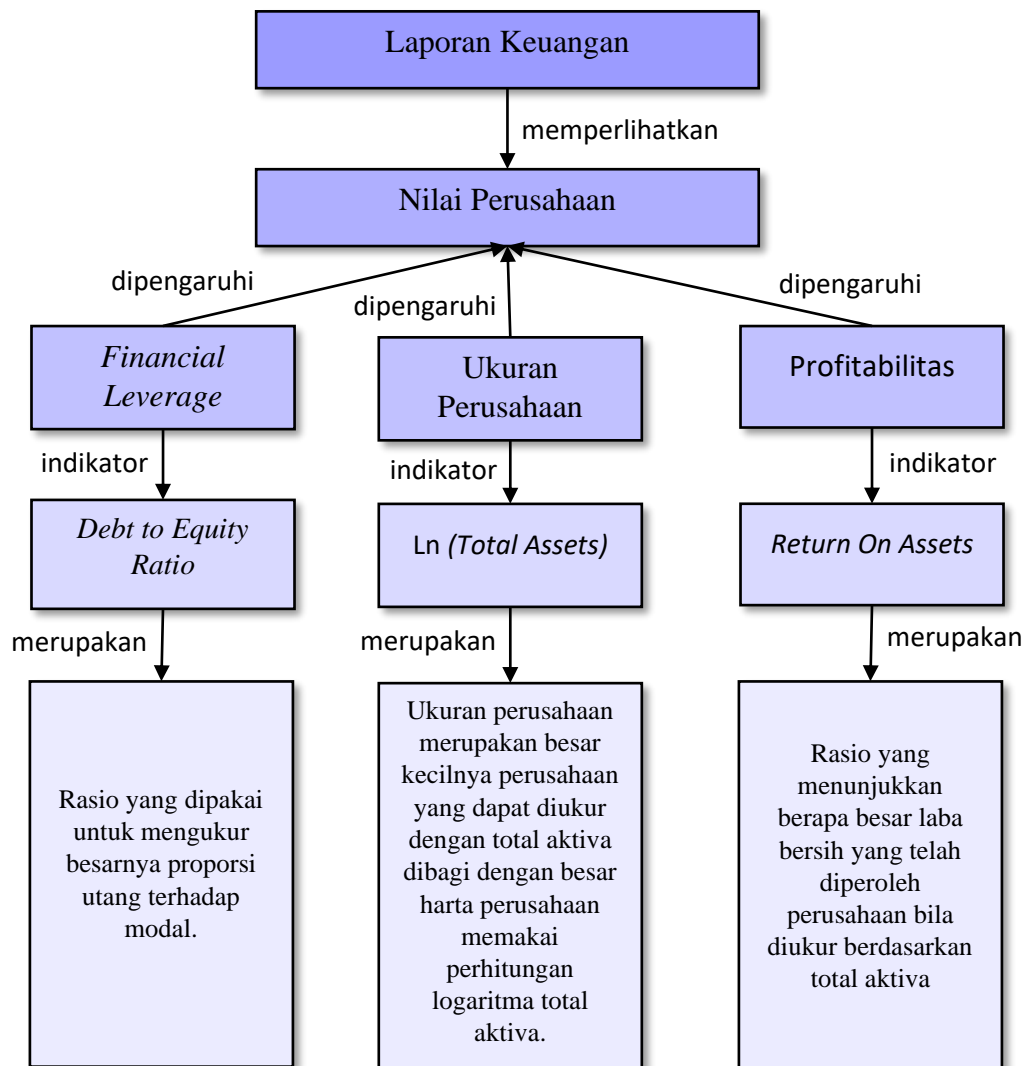 Laporan Keuangan
memperlihatkan
Nilai Perusahaan
dipengaruhi
dipengaruhi
dipengaruhi
Financial
Leverage
Ukuran
Perusahaan
Profitabilitas
indikator
indikator
indikator
Debt to Equity
Ratio
Ln (Total Assets)
Return On Assets
merupakan
merupakan
merupakan
Rasio yang dipakai
untuk mengukur
besarnya proporsi
utang terhadap
modal.
Ukuran perusahaan
merupakan besar
kecilnya perusahaan
yang dapat diukur
dengan total aktiva
dibagi dengan besar
harta perusahaan
memakai
perhitungan
logaritma total
aktiva.
Rasio yang
menunjukkan
berapa besar laba
bersih yang telah
diperoleh
perusahaan bila
diukur berdasarkan
total aktiva